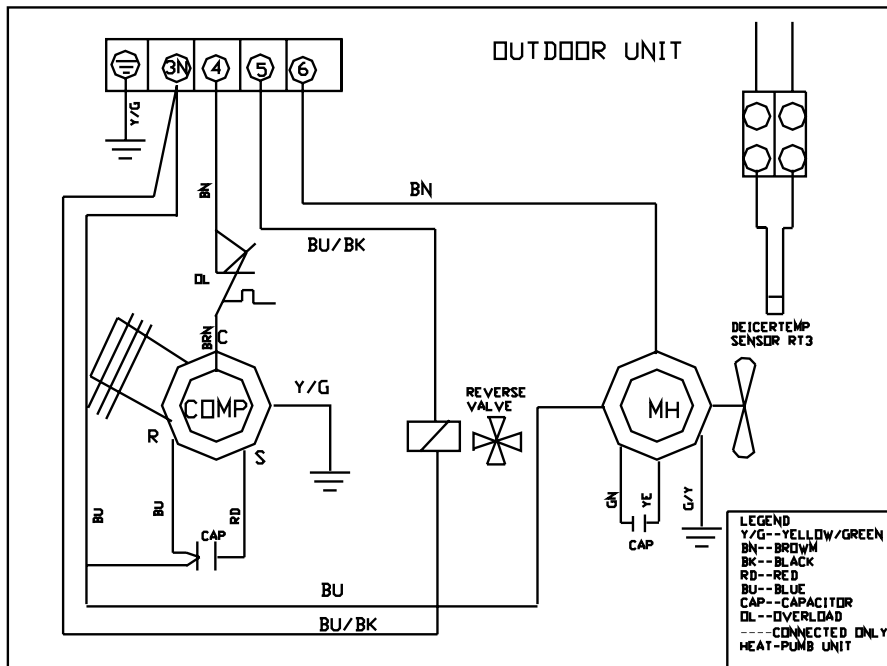 OUTDOOR UNIT
3N
4
5
6
Y/G
BN
BN
BU/BK
OL
BRN
C
COMP
Y/G
R
S
REVERSE
VALVE
MH
DEICERTEMP
SENSOR RT3
BU
BU
RD
CAP
GN
YE
G/Y
CAP
BU
BU/BK
LEGEND
Y/G--YELLOW/GREEN
BN--BROWM
BK--BLACK
RD--RED
BU--BLUE
CAP--CAPACITOR
OL--OVERLOAD
----CONNECTED ONLY
HEAT-PUMB UNIT